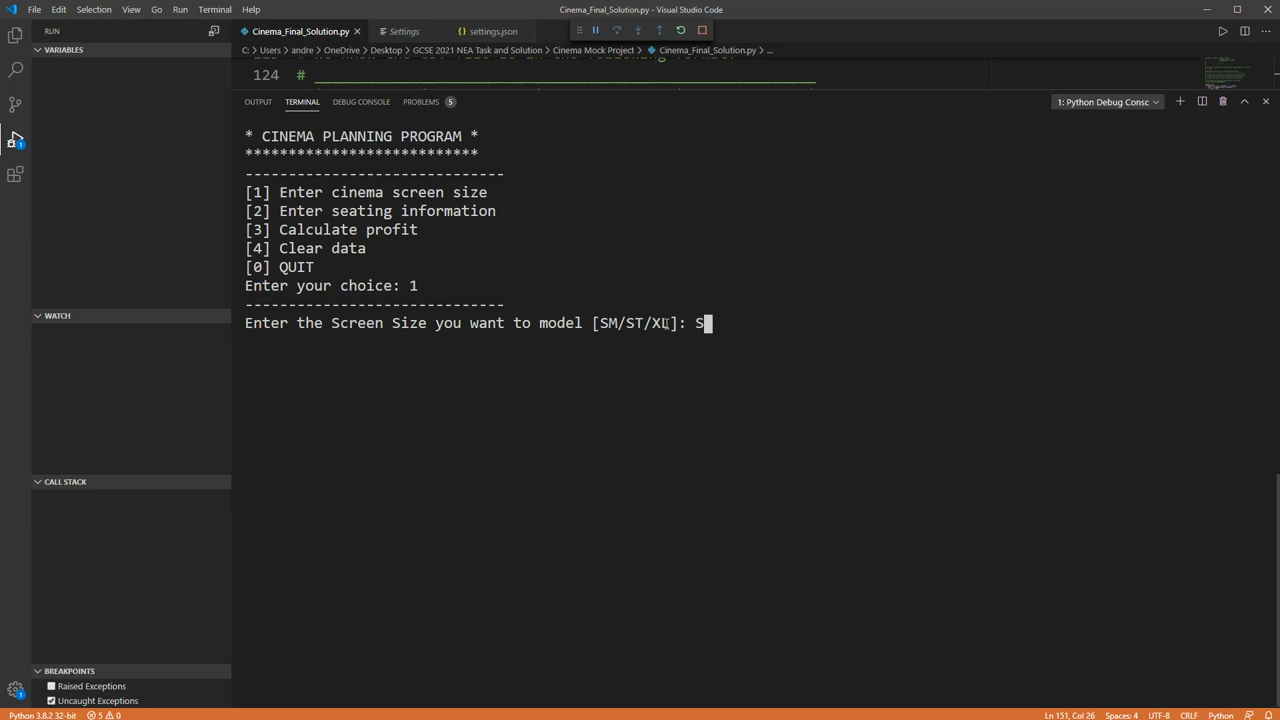 File Edit Selection View Go Run Terminal Help
Cinema_Final_Solution.py - Visual Studio Code
RUN
Cinema_Final_Solution.py
Settings
settings.json
VARIABLES
C: > Users > andre > OneDrive > Desktop > GCSE 2021 NEA Task and Solution > Cinema Mock Project > Cinema_Final_Solution.py > ...
124 # ______________________________________________________
OUTPUT TERMINAL DEBUG CONSOLE PROBLEMS 5
1: Python Debug Consc
* CINEMA PLANNING PROGRAM *
***************************
------------------------------
[1] Enter cinema screen size
[2] Enter seating information
[3] Calculate profit
[4] Clear data
[0] QUIT
Enter your choice: 1
------------------------------
Enter the Screen Size you want to model [SM/ST/XL]: S
WATCH
CALL STACK
BREAKPOINTS
Raised Exceptions
Uncaught Exceptions
1
1
Python 3.8.2 32-bit 5 0
Ln 151, Col 26 Spaces: 4 UTF-8 CRLF Python